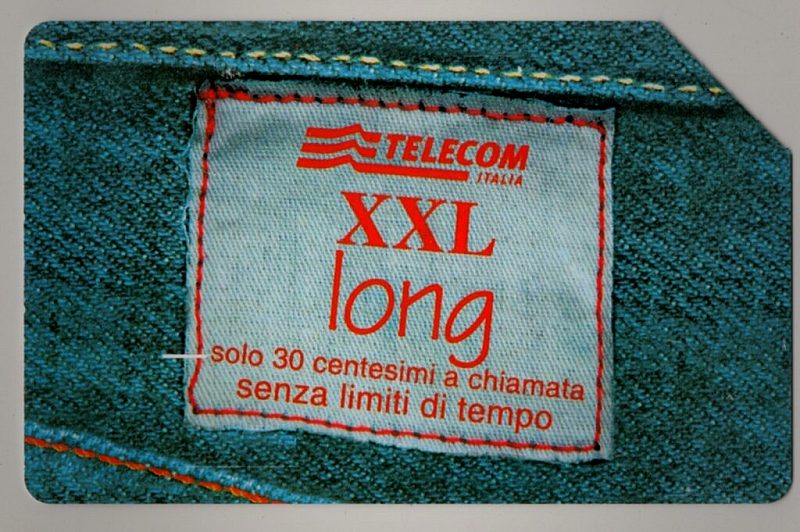 TELECOM
ITALIA
XXL
long
solo 30 centesimi a chiamata
senza limiti di tempo